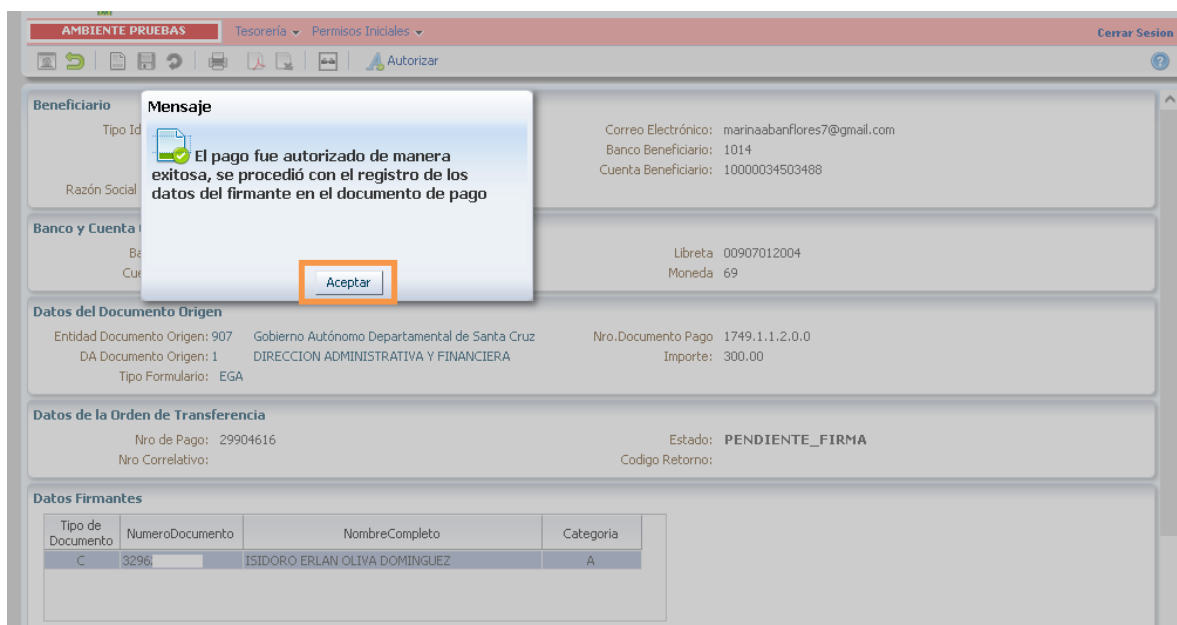 AMBIENTE PRUEBAS Tesorería Permisos Iniciales Cerrar Sesion
Autorizar
Beneficiario
Mensaje
El pago fue autorizado de manera
exitosa, se procedió con el registro de los
datos del firmante en el documento de pago
Aceptar
Tipo Id
Correo Electrónico: marinaabanflores7@gmail.com
Banco Beneficiario: 1014
Cuenta Beneficiario: 10000034503488
Razón Social
Banco y Cuenta
Libreta 00907012004
Cue
Moneda 69
Datos del Documento Origen
Entidad Documento Origen: 907 Gobierno Autónomo Departamental de Santa Cruz Nro.Documento Pago 1749.1.1.2.0.0
DA Documento Origen: 1 DIRECCION ADMINISTRATIVA Y FINANCIERA Importe: 300.00
Tipo Formulario: EGA
Datos de la Orden de Transferencia
Nro de Pago: 29904616 Estado: PENDIENTE_FIRMA
Nro Correlativo: Codigo Retorno:
Datos Firmantes
Tipo de
Documento NumeroDocumento NombreCompleto Categoria
C 3296 ISIDORO ERLAN OLIVA DOMINGUEZ A